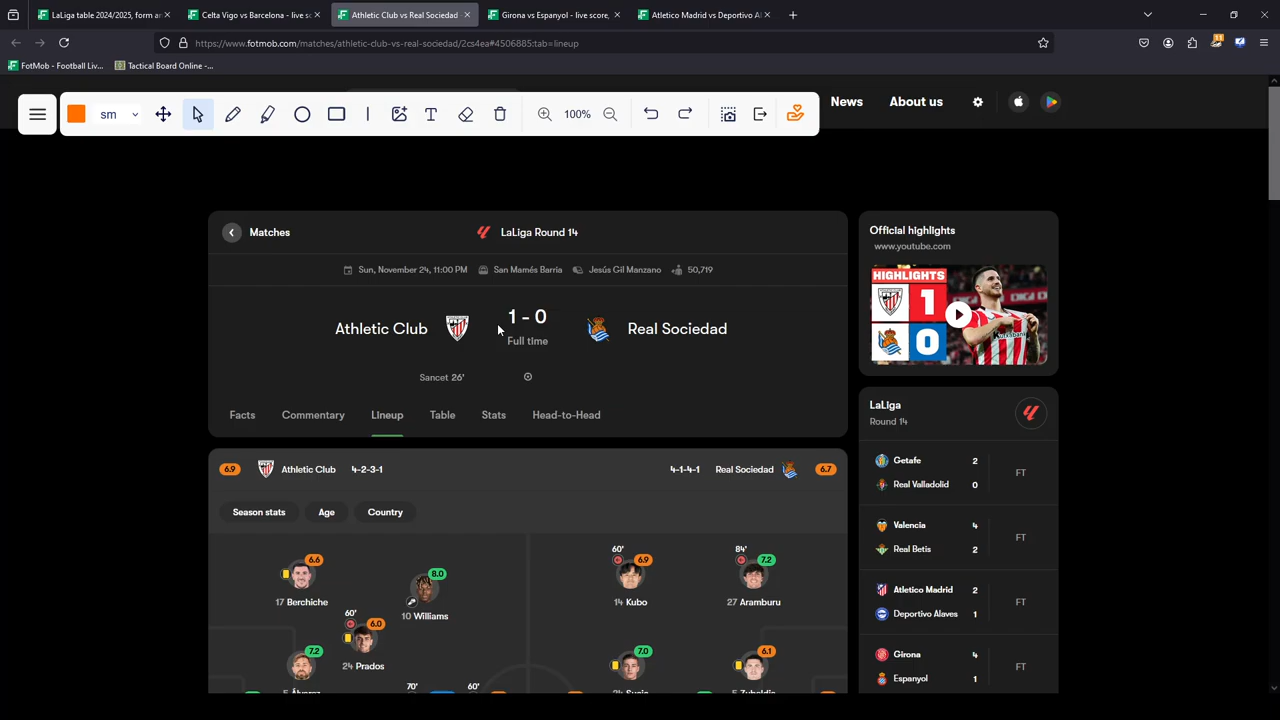 LaLiga table 2024/2025, form an
Celta Vigo vs Barcelona - live sc
Athletic Club vs Real Sociedad
Girona vs Espanyol - live score,
Atletico Madrid vs Deportivo Al
https://www.fotmob.com/matches/athletic-club-vs-real-sociedad/2cs4ea#4506885:tab=lineup
11
FotMob - Football Liv...
Tactical Board Online -...
sm
100%
News
About us
Matches
LaLiga Round 14
Sun, November 24, 11:00 PM
San Mamés Barria
Jesús Gil Manzano
50,719
Athletic Club
1 - 0
Full time
Real Sociedad
Sancet 26'
Facts
Commentary
Lineup
Table
Stats
Head-to-Head
6.9
Athletic Club
4-2-3-1
4-1-4-1
Real Sociedad
6.7
Season stats
Age
Country
6.6
17 Berchiche
8.0
10 Williams
60'
6.0
24 Prados
7.2
5 Álvarez
70'
60'
60'
6.9
14 Kubo
84'
7.2
27 Aramburu
7.0
24 Sucic
6.1
5 Zubeldia
Official highlights
www.youtube.com
HIGHLIGHTS
1
0
LaLiga
Round 14
Getafe 2
Real Valladolid 0
FT
Valencia 4
Real Betis 2
FT
Atletico Madrid 2
Deportivo Alaves 1
FT
Girona 4
Espanyol 1
FT